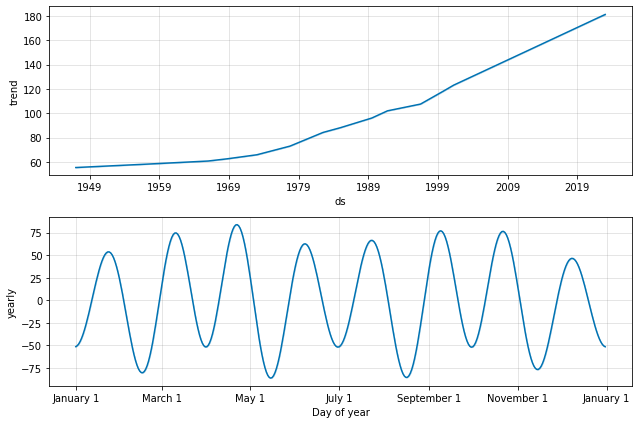 180
160
140
120
100
80
60
trend
1949 1959 1969 1979 1989 1999 2009 2019
ds
75
50
25
0
−25
−50
−75
yearly
January 1 March 1 May 1 July 1 September 1 November 1 January 1
Day of year